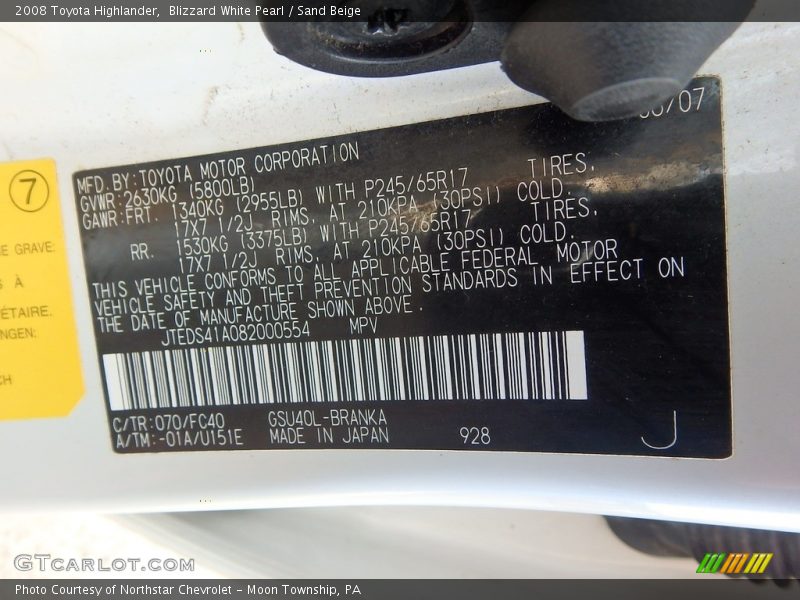 2008 Toyota Highlander,  Blizzard White Pearl / Sand Beige
/07
7
E GRAVE.
S À
ÉTAIRE.
NGEN:
CH
MFD. BY: TOYOTA MOTOR CORPORATION
GVWR: 2630KG (5800LB)
GAWR: FRT. 1340KG (2955LB) WITH P245/65R17 TIRES,
17X7 1/2J RIMS, AT 210KPA (30PSI) COLD.
RR. 1530KG (3375LB) WITH P245/65R17 TIRES,
17X7 1/2J RIMS, AT 210KPA (30PSI) COLD.
THIS VEHICLE CONFORMS TO ALL APPLICABLE FEDERAL MOTOR
VEHICLE SAFETY AND THEFT PREVENTION STANDARDS IN EFFECT ON
THE DATE OF MANUFACTURE SHOWN ABOVE.
JTEDS41A082000554 MPV
C/TR: 070/FC40 GSU40L-BRANKA
A/TM: -01A/U151E MADE IN JAPAN 928 J
GTCARLOT.COM
Photo Courtesy of Northstar Chevrolet - Moon Township, PA